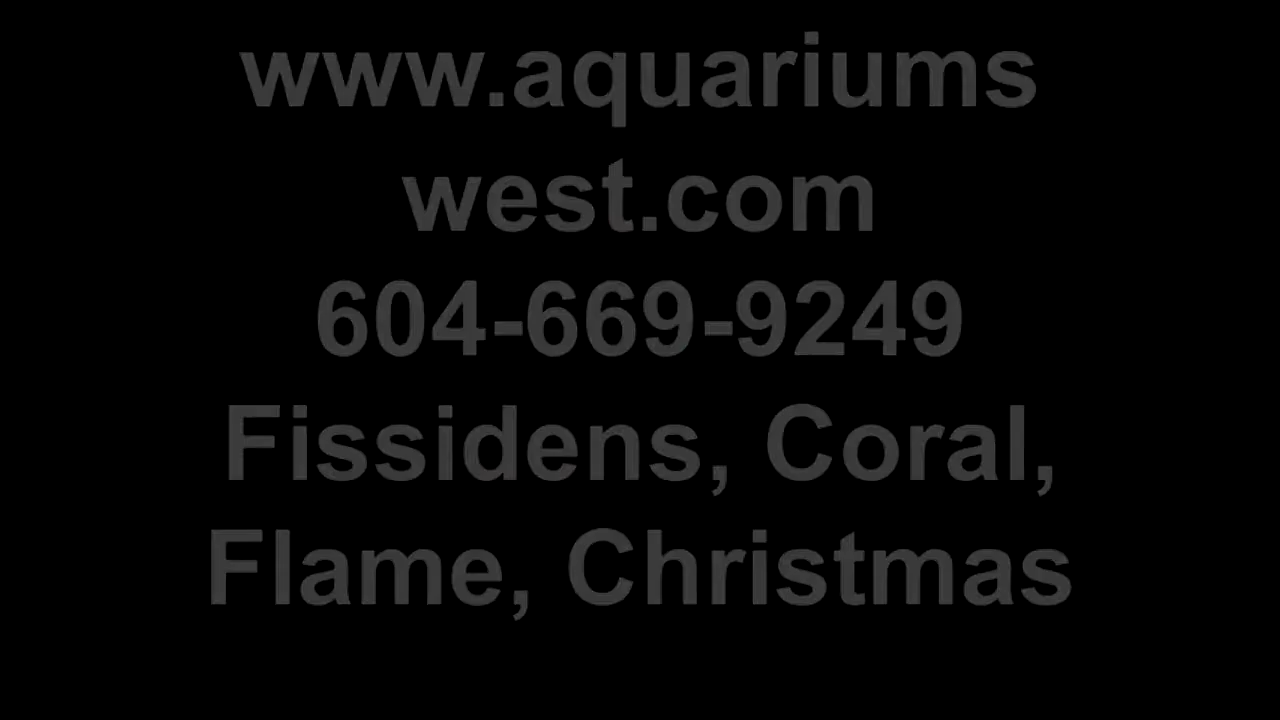 www.aquariums
west.com
604-669-9249
Fissidens, Coral,
Flame, Christmas